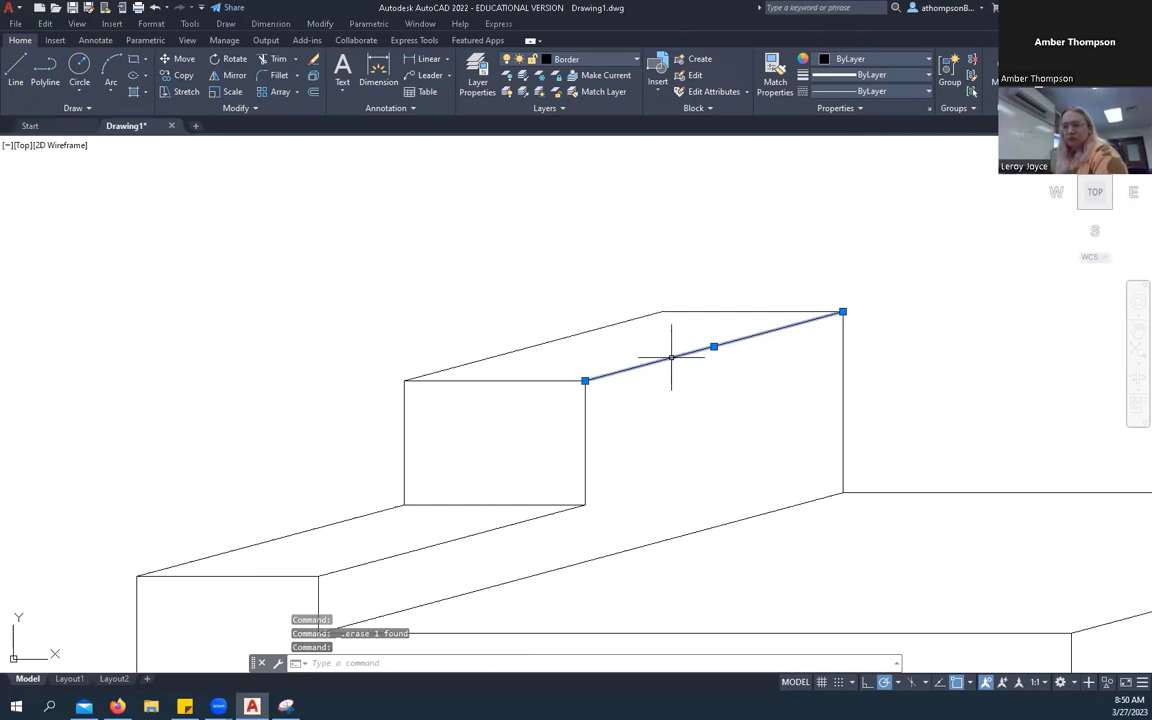 Autodesk AutoCAD 2022 - EDUCATIONAL VERSION Drawing1.dwg
Share
Type a keyword or phrase
athompsonB...
File Edit View Insert Format Tools Draw Dimension Modify Parametric Window Help Express
Home Insert Annotate Parametric View Manage Output Add-ins Collaborate Express Tools Featured Apps
Line
Polyline
Circle
Arc
Draw
Move
Copy
Stretch
Rotate
Mirror
Scale
Trim
Fillet
Array
Modify
Text
Dimension
Linear
Leader
Table
Annotation
Layer
Properties
Border
Make Current
Match Layer
Layers
Insert
Create
Edit
Edit Attributes
Block
Match
Properties
ByLayer
ByLayer
ByLayer
Properties
Group
Groups
Amber Thompson
Amber Thompson
Leroy Joyce
Start
Drawing1*
[−][Top][2D Wireframe]
W
TOP
E
S
WCS
Y
X
Command:
Command: _.erase 1 found
Command:
Type a command
Model Layout1 Layout2
MODEL
1:1
8:50 AM
3/27/2023